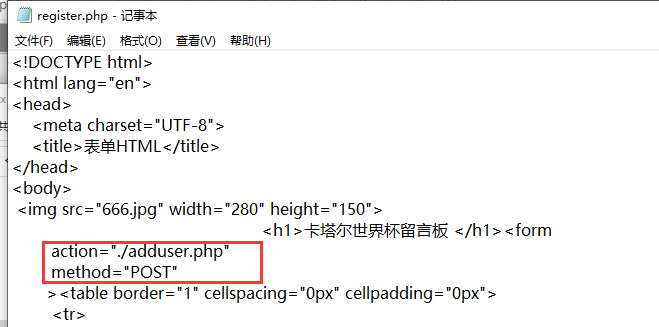 register.php - 记事本
文件(F) 编辑(E) 格式(O) 查看(V) 帮助(H)
<!DOCTYPE html>
<html lang="en">
<head>
<meta charset="UTF-8">
<title>表单HTML</title>
</head>
<body>
<img src="666.jpg" width="280" height="150">
<h1>卡塔尔世界杯留言板 </h1><form
action="./adduser.php"
method="POST"
><table border="1" cellspacing="0px" cellpadding="0px">
<tr>